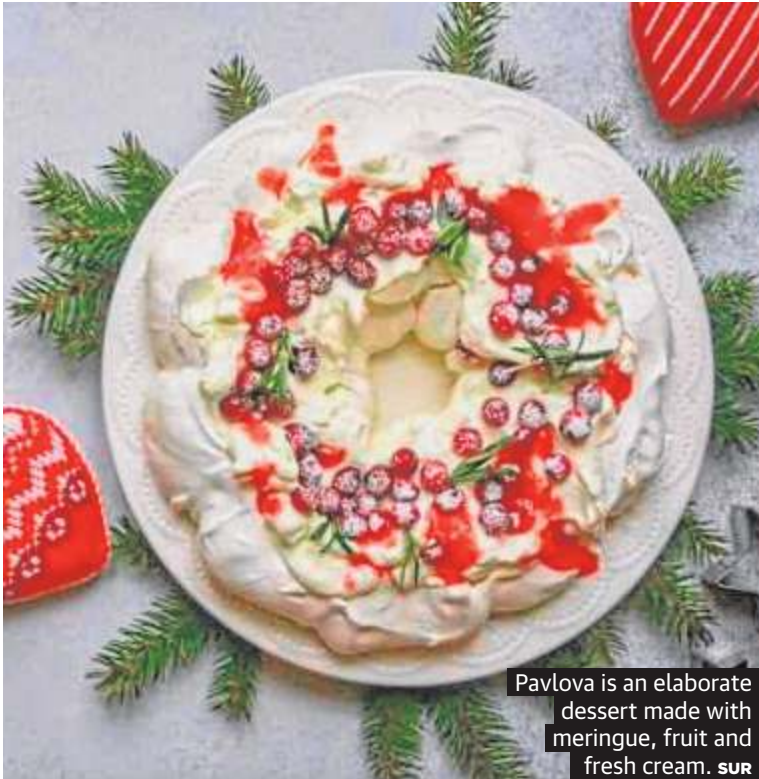 Pavlova is an elaborate
dessert made with
meringue, fruit and
fresh cream. SUR